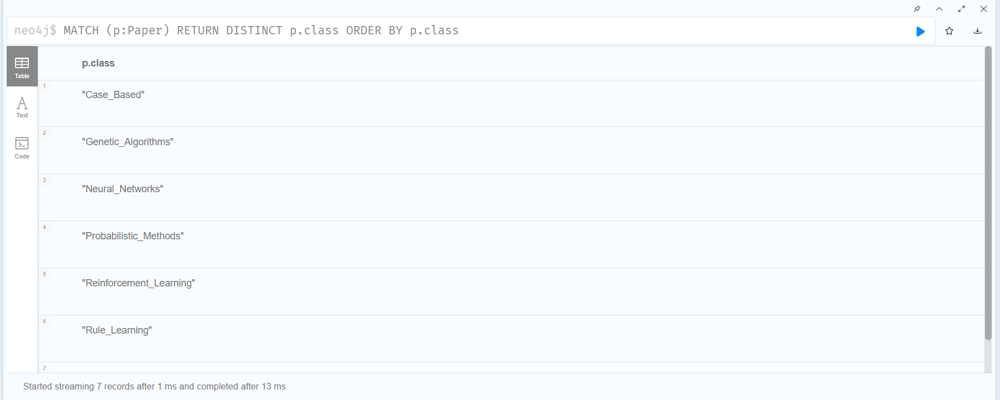 neo4j$ MATCH (p:Paper) RETURN DISTINCT p.class ORDER BY p.class
Table
Text
Code
p.class
1
"Case_Based"
2
"Genetic_Algorithms"
3
"Neural_Networks"
4
"Probabilistic_Methods"
5
"Reinforcement_Learning"
6
"Rule_Learning"
7
Started streaming 7 records after 1 ms and completed after 13 ms.